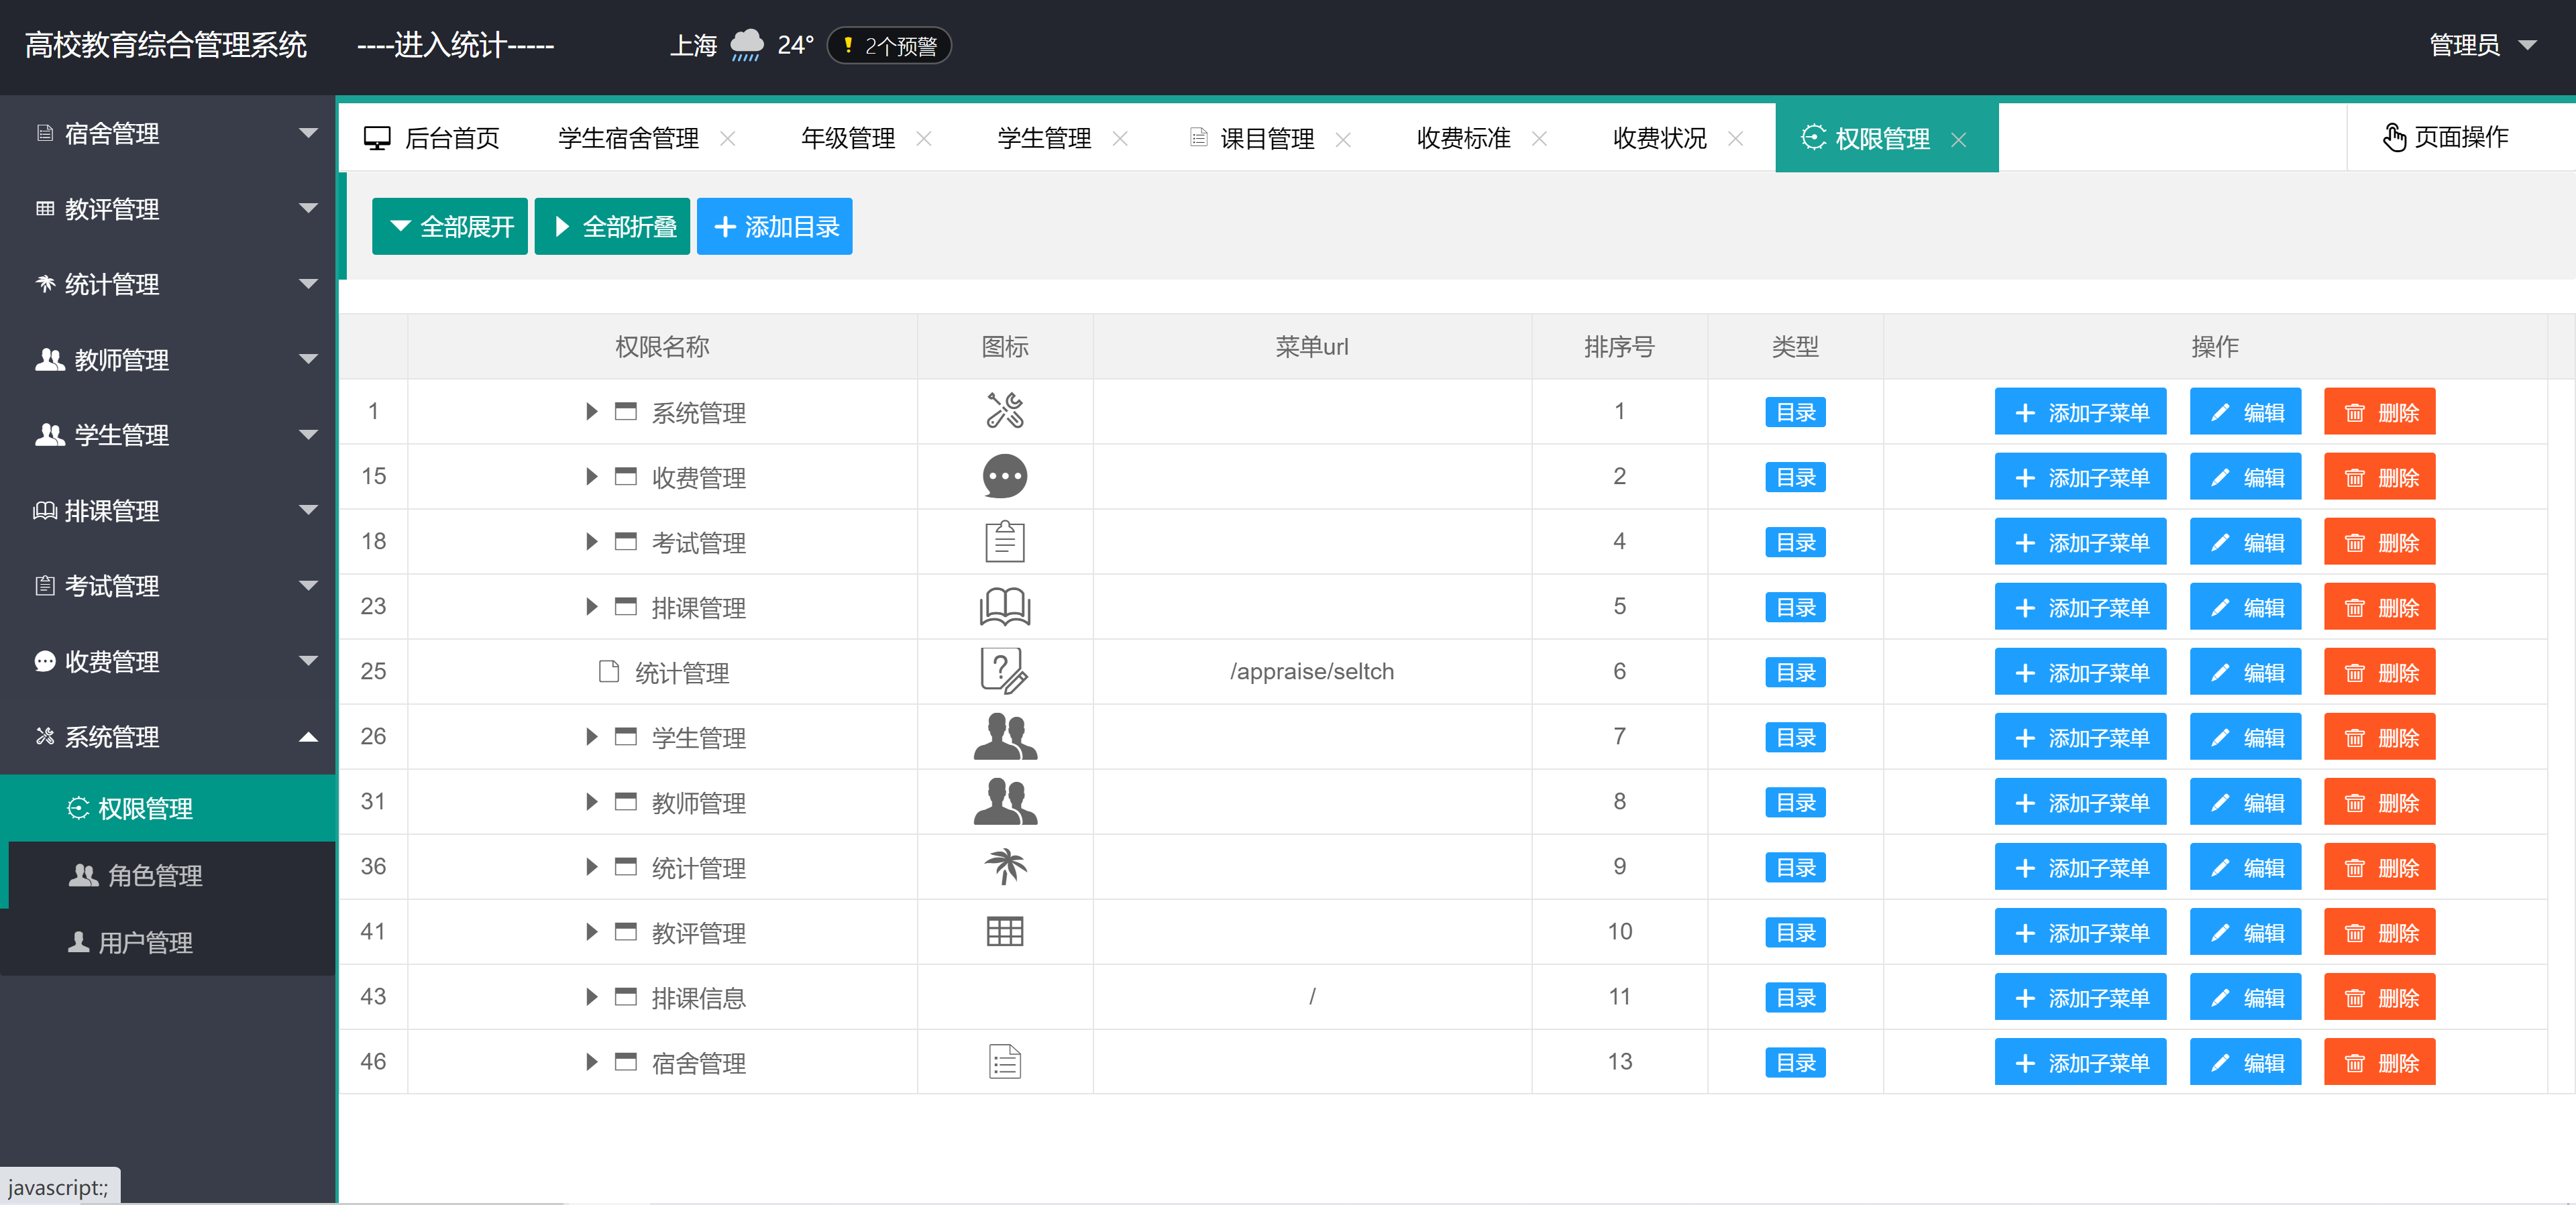 高校教育综合管理系统 ----进入统计----- 上海 24° 2个预警 管理员
宿舍管理
教评管理
统计管理
教师管理
学生管理
排课管理
考试管理
收费管理
系统管理
权限管理
角色管理
用户管理
后台首页 学生宿舍管理 年级管理 学生管理 课目管理 收费标准 收费状况 权限管理 页面操作
全部展开 全部折叠 添加目录
权限名称 图标 菜单url 排序号 类型 操作
1 系统管理 1 目录 添加子菜单 编辑 删除
15 收费管理 2 目录 添加子菜单 编辑 删除
18 考试管理 4 目录 添加子菜单 编辑 删除
23 排课管理 5 目录 添加子菜单 编辑 删除
25 统计管理 /appraise/seltch 6 目录 添加子菜单 编辑 删除
26 学生管理 7 目录 添加子菜单 编辑 删除
31 教师管理 8 目录 添加子菜单 编辑 删除
36 统计管理 9 目录 添加子菜单 编辑 删除
41 教评管理 10 目录 添加子菜单 编辑 删除
43 排课信息 / 11 目录 添加子菜单 编辑 删除
46 宿舍管理 13 目录 添加子菜单 编辑 删除
javascript:;